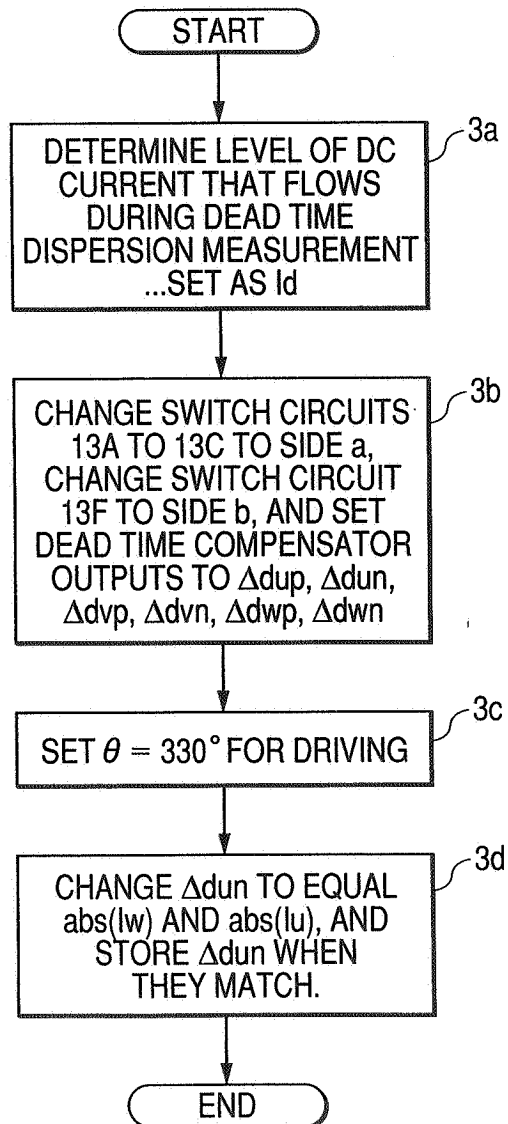 START
3a
DETERMINE LEVEL OF DC
CURRENT THAT FLOWS
DURING DEAD TIME
DISPERSION MEASUREMENT
...SET AS Id
3b
CHANGE SWITCH CIRCUITS
13A TO 13C TO SIDE a,
CHANGE SWITCH CIRCUIT
13F TO SIDE b, AND SET
DEAD TIME COMPENSATOR
OUTPUTS TO Δdup, Δdun,
Δdvp, Δdvn, Δdwp, Δdwn
3c
SET θ = 330° FOR DRIVING
3d
CHANGE Δdun TO EQUAL
abs(Iw) AND abs(Iu), AND
STORE Δdun WHEN
THEY MATCH.
END